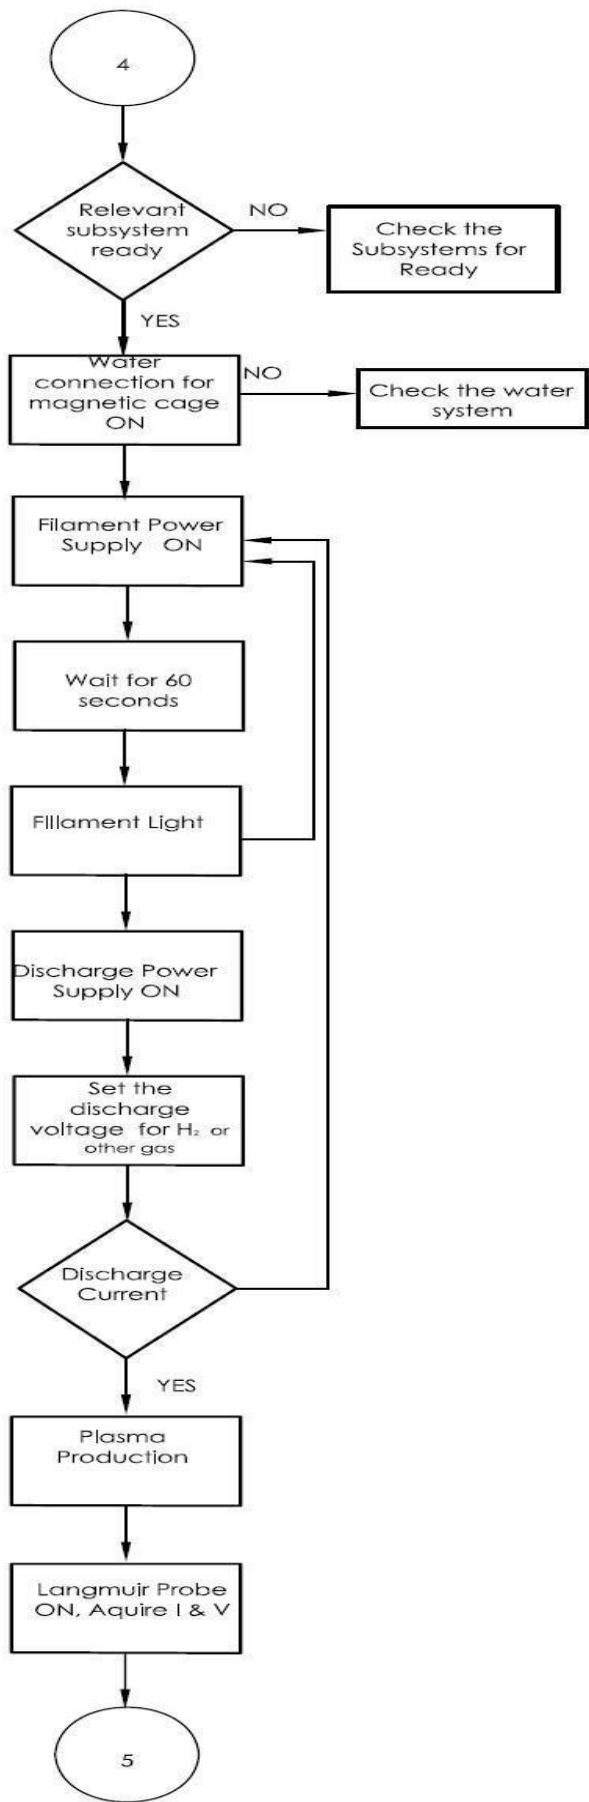 4
Relevant
subsystem
ready
NO
Check the
Subsystems for
Ready
YES
Water
connection for
magnetic cage
ON
NO
Check the water
system
Filament Power
Supply ON
Wait for 60
seconds
Fillament Light
Discharge Power
Supply ON
Set the
discharge
voltage for H₂ or
other gas
Discharge
Current
YES
Plasma
Production
Langmuir Probe
ON, Aquire I & V
5